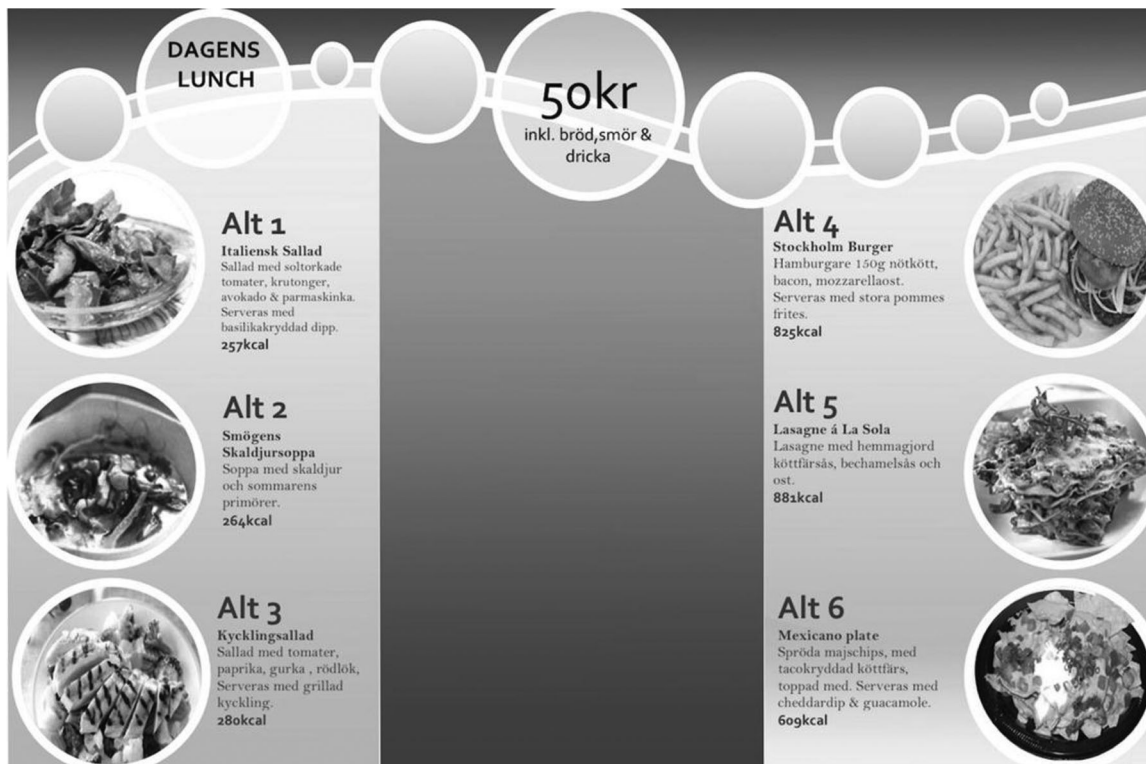 DAGENS
LUNCH
50kr
inkl. bröd,smör &
dricka
Alt 1
Italiensk Sallad
Sallad med soltorkade
tomater, krutonger,
avokado & parmaskinka.
Serveras med
basilikakryddad dipp.
257kcal
Alt 2
Smögens
Skaldjursoppa
Soppa med skaldjur
och sommarens
primörer.
264kcal
Alt 3
Kycklingsallad
Sallad med tomater,
paprika, gurka , rödlök,
Serveras med grillad
kyckling.
280kcal
Alt 4
Stockholm Burger
Hamburgare 150g nötkött,
bacon, mozzarellaost.
Serveras med stora pommes
frites.
825kcal
Alt 5
Lasagne á La Sola
Lasagne med hemmagjord
köttfärsås, bechamelsås och
ost.
881kcal
Alt 6
Mexicano plate
Spröda majschips, med
tacokryddad köttfärs,
toppad med. Serveras med
cheddardip & guacamole.
609kcal